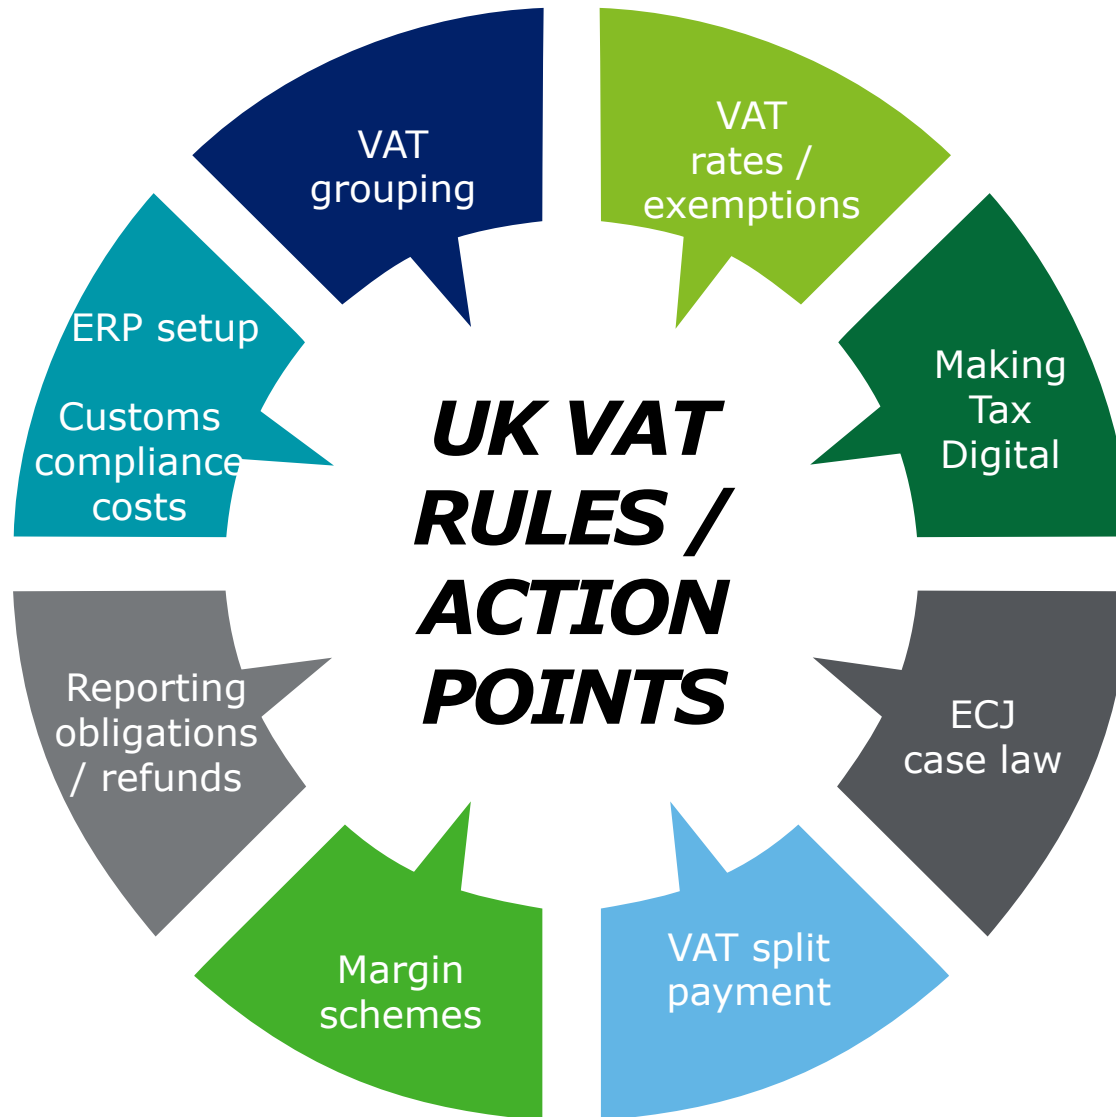 VAT
grouping
VAT
rates /
exemptions
Making
Tax
Digital
ECJ
case law
VAT split
payment
Margin
schemes
Reporting
obligations
/ refunds
ERP setup
Customs
compliance
costs
UK VAT
RULES /
ACTION
POINTS